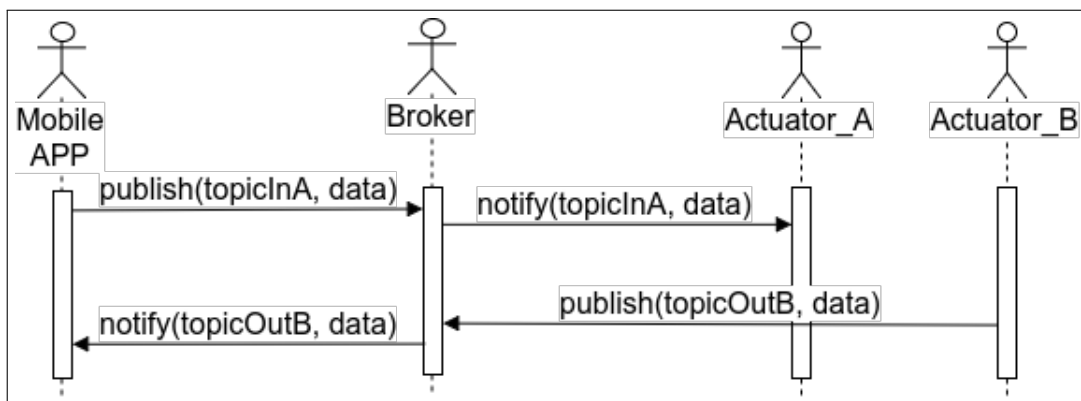 Mobile
APP
Broker
Actuator_A
Actuator_B
publish(topicInA, data)
notify(topicInA, data)
publish(topicOutB, data)
notify(topicOutB, data)